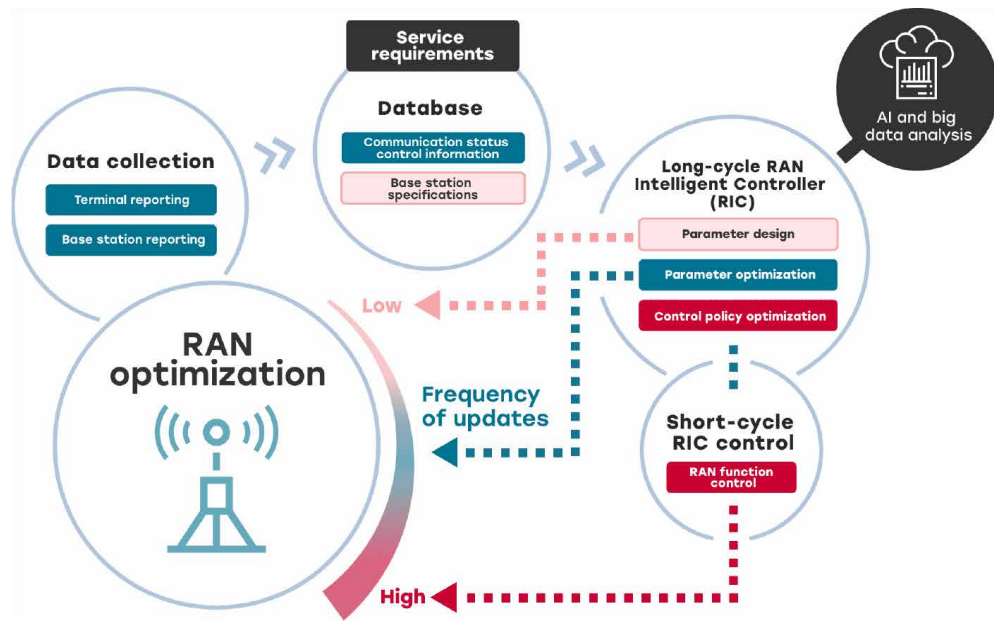 Service
requirements
Database
Communication status
control information
Base station
specifications
Data collection
Terminal reporting
Base station reporting
AI and big
data analysis
Long-cycle RAN
Intelligent Controller
(RIC)
Parameter design
Parameter optimization
Control policy optimization
Low
RAN
optimization
Frequency
of updates
Short-cycle
RIC control
RAN function
control
High